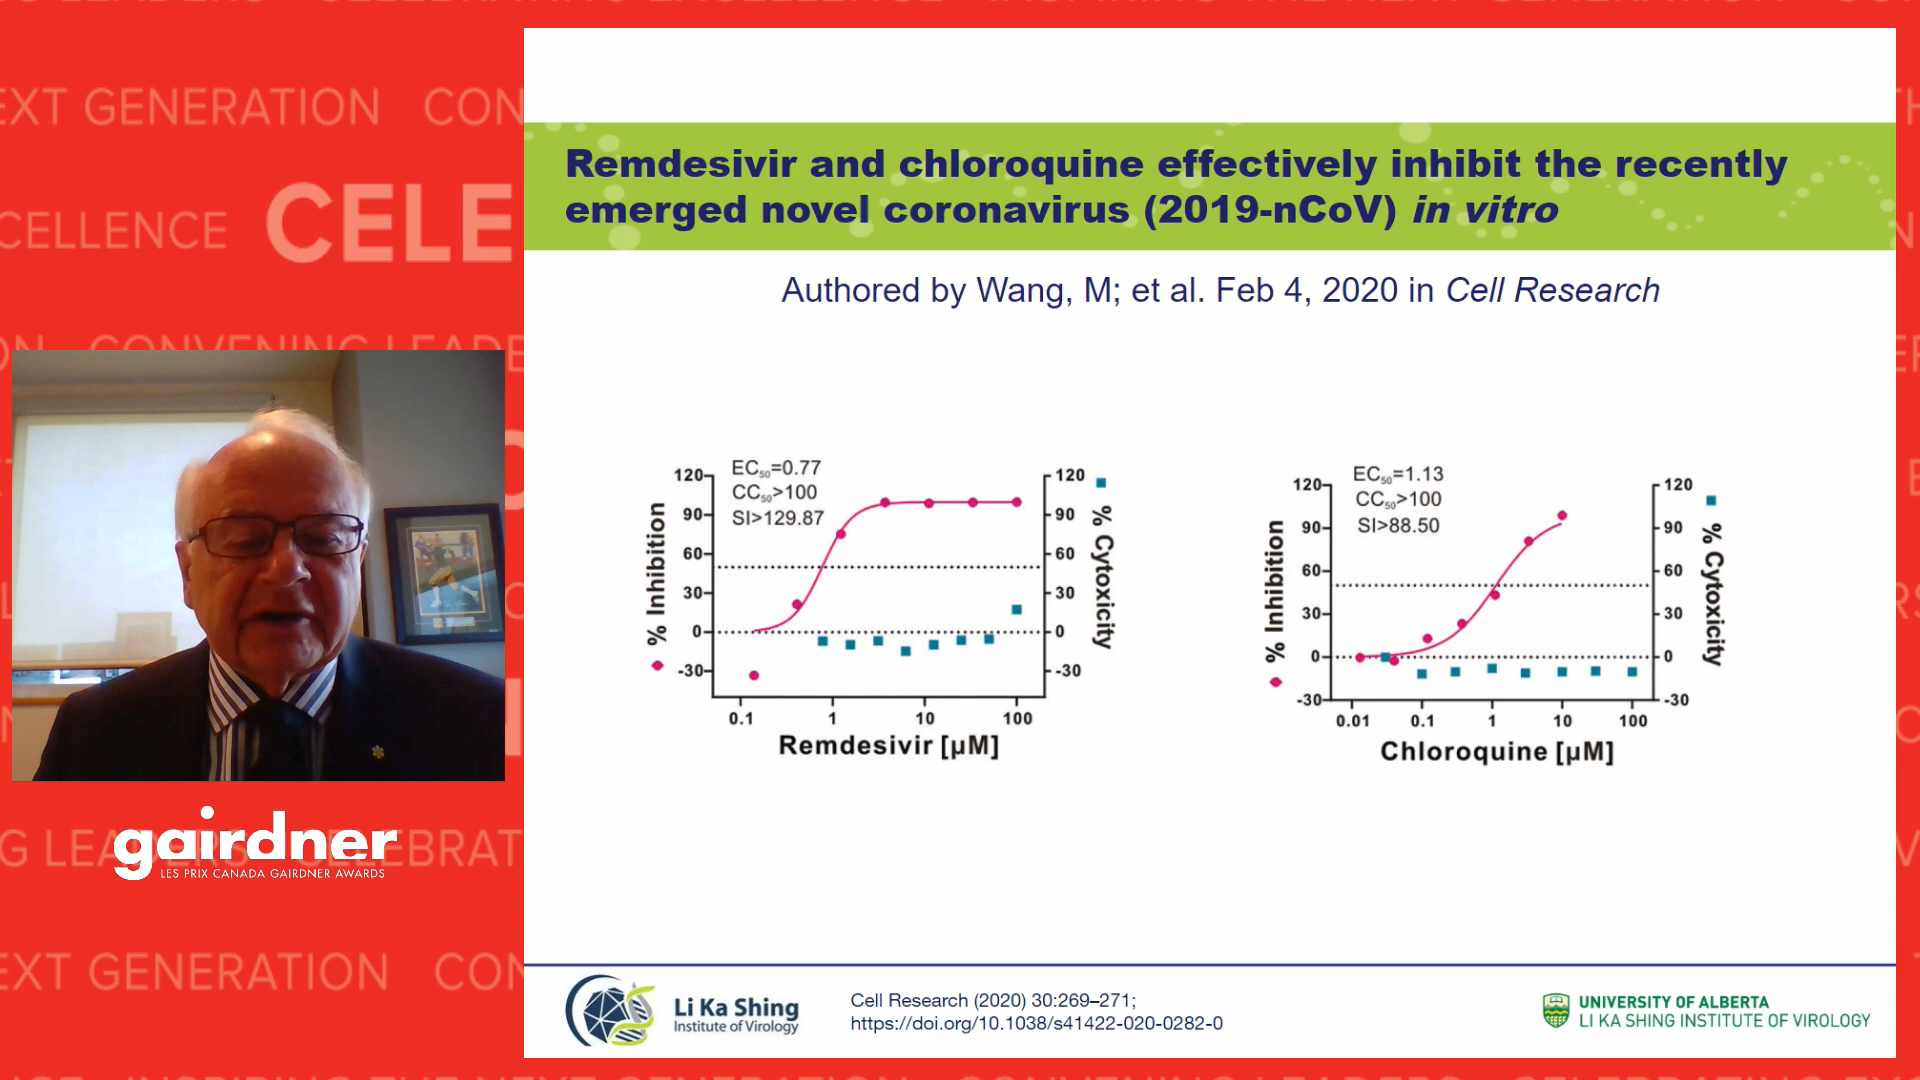 EXT GENERATION CON
CELLENCE CELE
gairdner
LES PRIX CANADA GAIRDNER AWARDS
G LEADERS CELEBRAT
EXT GENERATION CON
Remdesivir and chloroquine effectively inhibit the recently
emerged novel coronavirus (2019-nCoV) in vitro
Authored by Wang, M; et al. Feb 4, 2020 in Cell Research
EC50=0.77
CC50>100
SI>129.87
% Inhibition
120
90
60
30
0
-30
120
90
60
30
0
-30
% Cytoxicity
0.1 1 10 100
Remdesivir [µM]
EC50=1.13
CC50>100
SI>88.50
% Inhibition
120
90
60
30
0
-30
120
90
60
30
0
-30
% Cytoxicity
0.01 0.1 1 10 100
Chloroquine [µM]
Li Ka Shing
Institute of Virology
Cell Research (2020) 30:269–271;
https://doi.org/10.1038/s41422-020-0282-0
UNIVERSITY OF ALBERTA
LI KA SHING INSTITUTE OF VIROLOGY